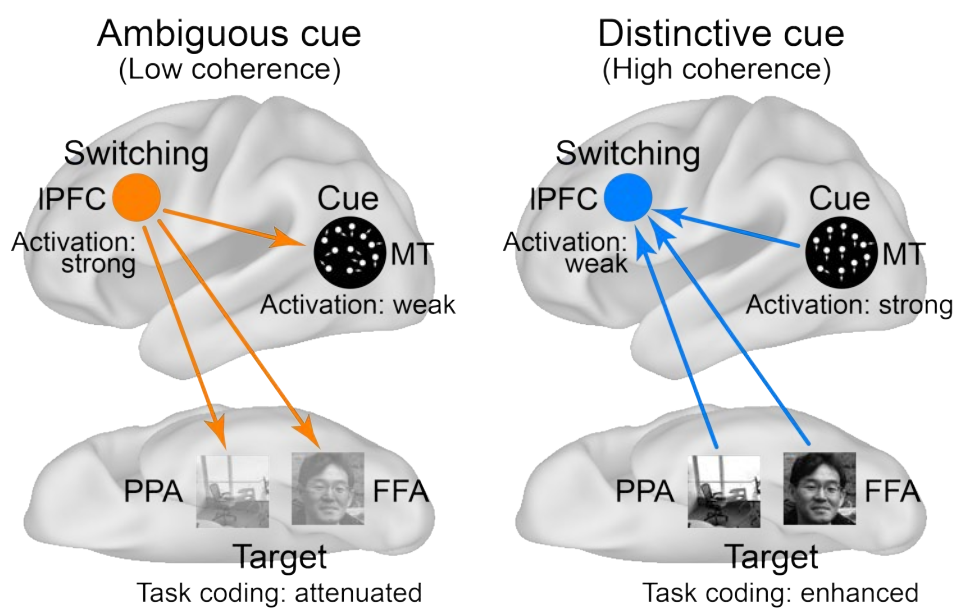 Ambiguous cue
(Low coherence)
Switching
lPFC
Activation:
strong
Cue
MT
Activation: weak
PPA
FFA
Target
Task coding: attenuated
Distinctive cue
(High coherence)
Switching
lPFC
Activation:
weak
Cue
MT
Activation: strong
PPA
FFA
Target
Task coding: enhanced